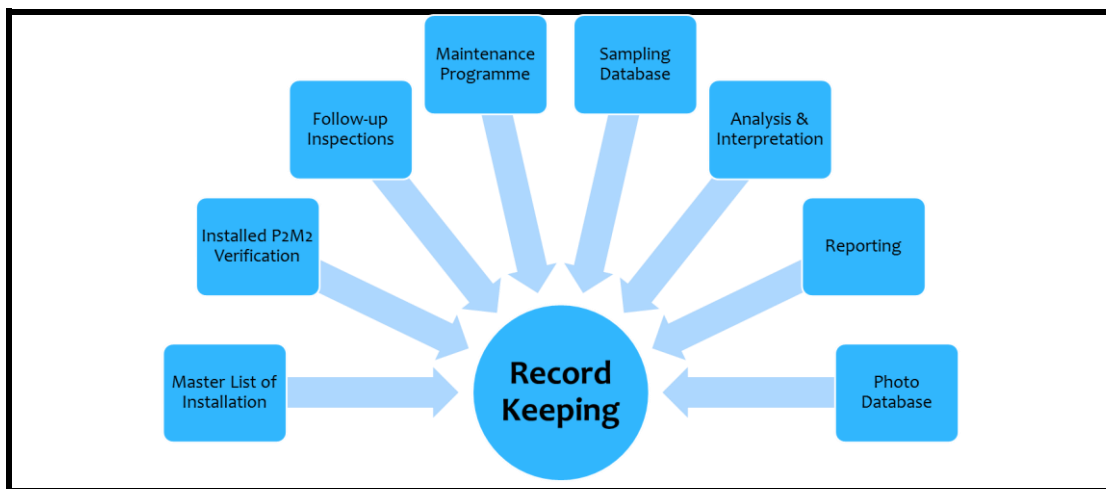 Maintenance
Programme
Sampling
Database
Follow-up
Inspections
Analysis &
Interpretation
Installed P2M2
Verification
Reporting
Master List of
Installation
Record
Keeping
Photo
Database